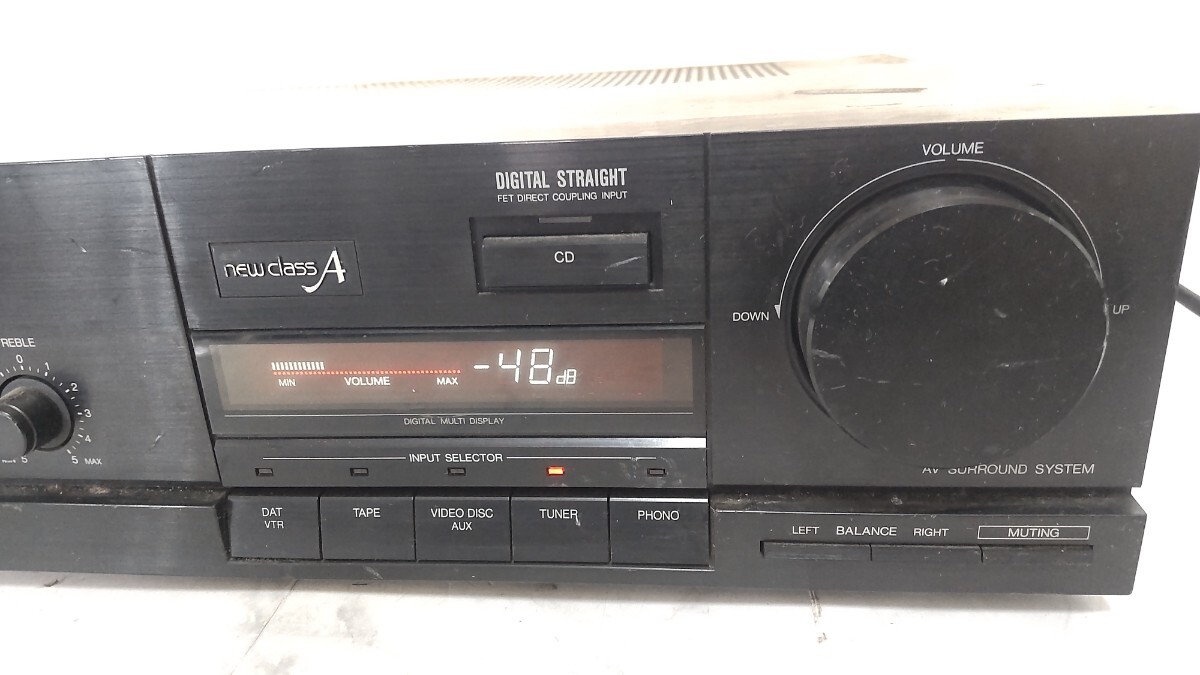 REBLE
0
1
2
3
4
5
5 MAX
new class A
DIGITAL STRAIGHT
FET DIRECT COUPLING INPUT
CD
MIN VOLUME MAX
-48 dB
DIGITAL MULTI DISPLAY
INPUT SELECTOR
DAT
VTR
TAPE
VIDEO DISC
AUX
TUNER
PHONO
VOLUME
DOWN
UP
AV SURROUND SYSTEM
LEFT BALANCE RIGHT
MUTING